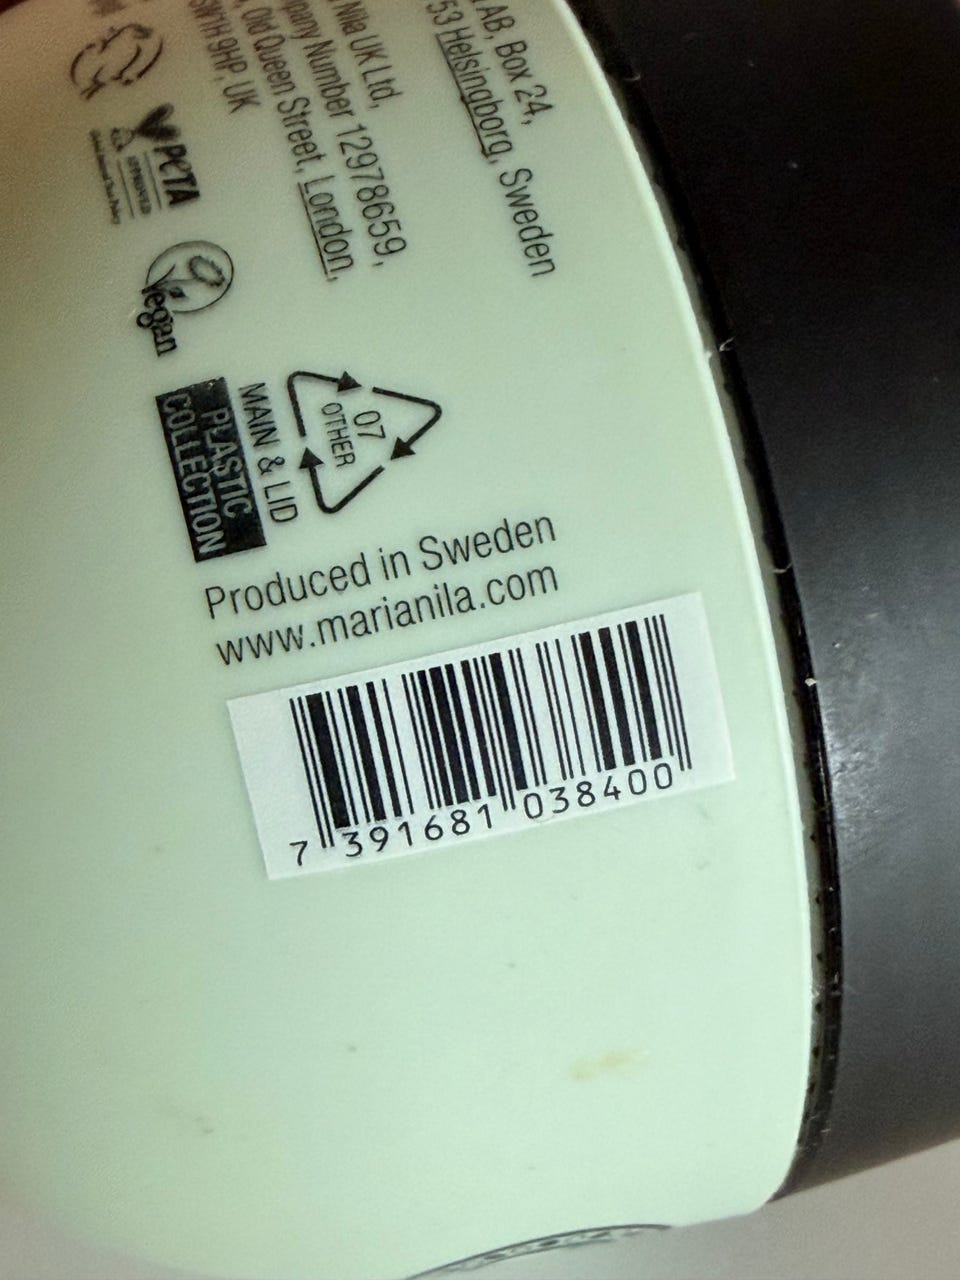 AB, Box 24,
53 Helsingborg, Sweden
Nila UK Ltd,
Number 12978659,
Old Queen Street, London,
SW1H 9HP, UK
PETA
APPROVED
Vegan
07
OTHER
MAIN & LID
PLASTIC
COLLECTION
Produced in Sweden
www.marianila.com
7 391681 038400